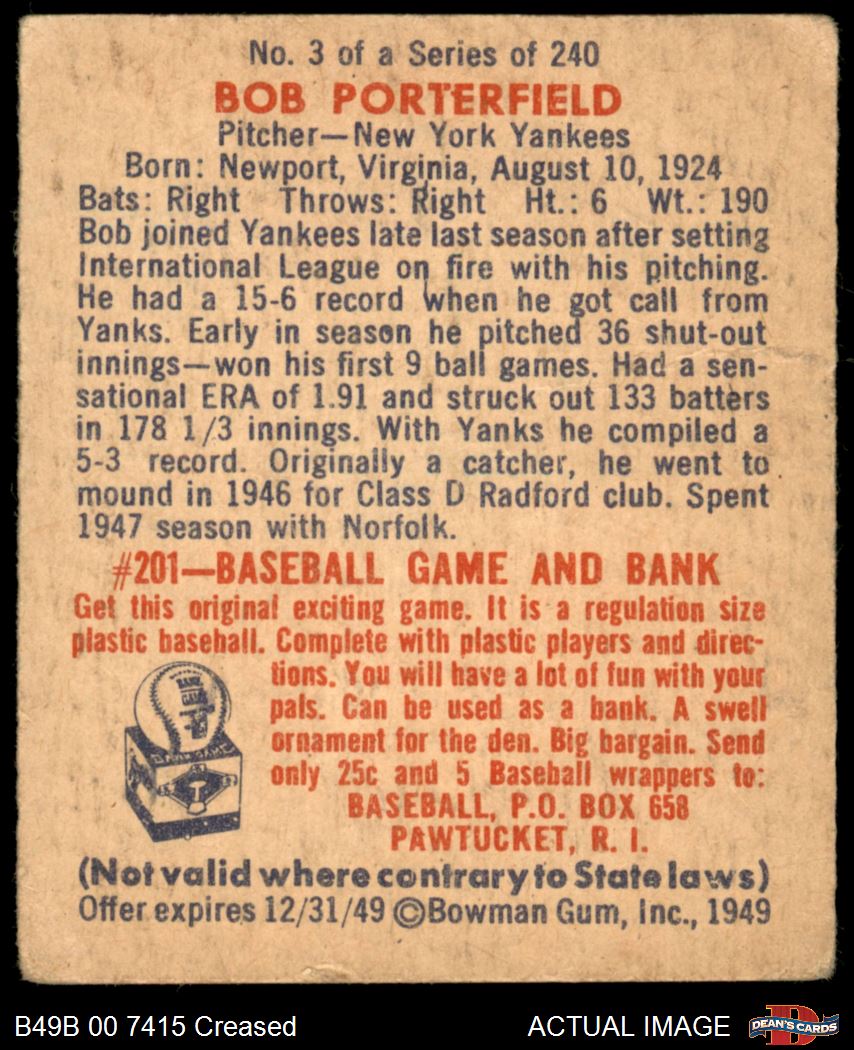 No. 3 of a Series of 240
BOB PORTERFIELD
Pitcher—New York Yankees
Born: Newport, Virginia, August 10, 1924
Bats: Right Throws: Right Ht.: 6 Wt.: 190
Bob joined Yankees late last season after setting
International League on fire with his pitching.
He had a 15-6 record when he got call from
Yanks. Early in season he pitched 36 shut-out
innings—won his first 9 ball games. Had a sen-
sational ERA of 1.91 and struck out 133 batters
in 178 1/3 innings. With Yanks he compiled a
5-3 record. Originally a catcher, he went to
mound in 1946 for Class D Radford club. Spent
1947 season with Norfolk.
#201—BASEBALL GAME AND BANK
Get this original exciting game. It is a regulation size
plastic baseball. Complete with plastic players and direc-
tions. You will have a lot of fun with your
pals. Can be used as a bank. A swell
ornament for the den. Big bargain. Send
only 25c and 5 Baseball wrappers to:
BASEBALL, P.O. BOX 658
PAWTUCKET, R. I.
BANK
GAME
BANK GAME
(Not valid where contrary to State laws)
Offer expires 12/31/49 ©Bowman Gum, Inc., 1949
B49B 00 7415 Creased
ACTUAL IMAGE
D
DEAN'S CARDS